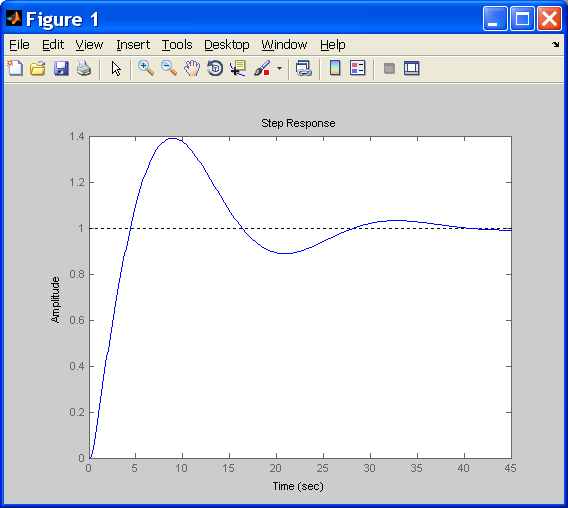 Figure 1
File Edit View Insert Tools Desktop Window Help
Step Response
1.4
1.2
1
0.8
0.6
0.4
0.2
0
Amplitude
0 5 10 15 20 25 30 35 40 45
Time (sec)